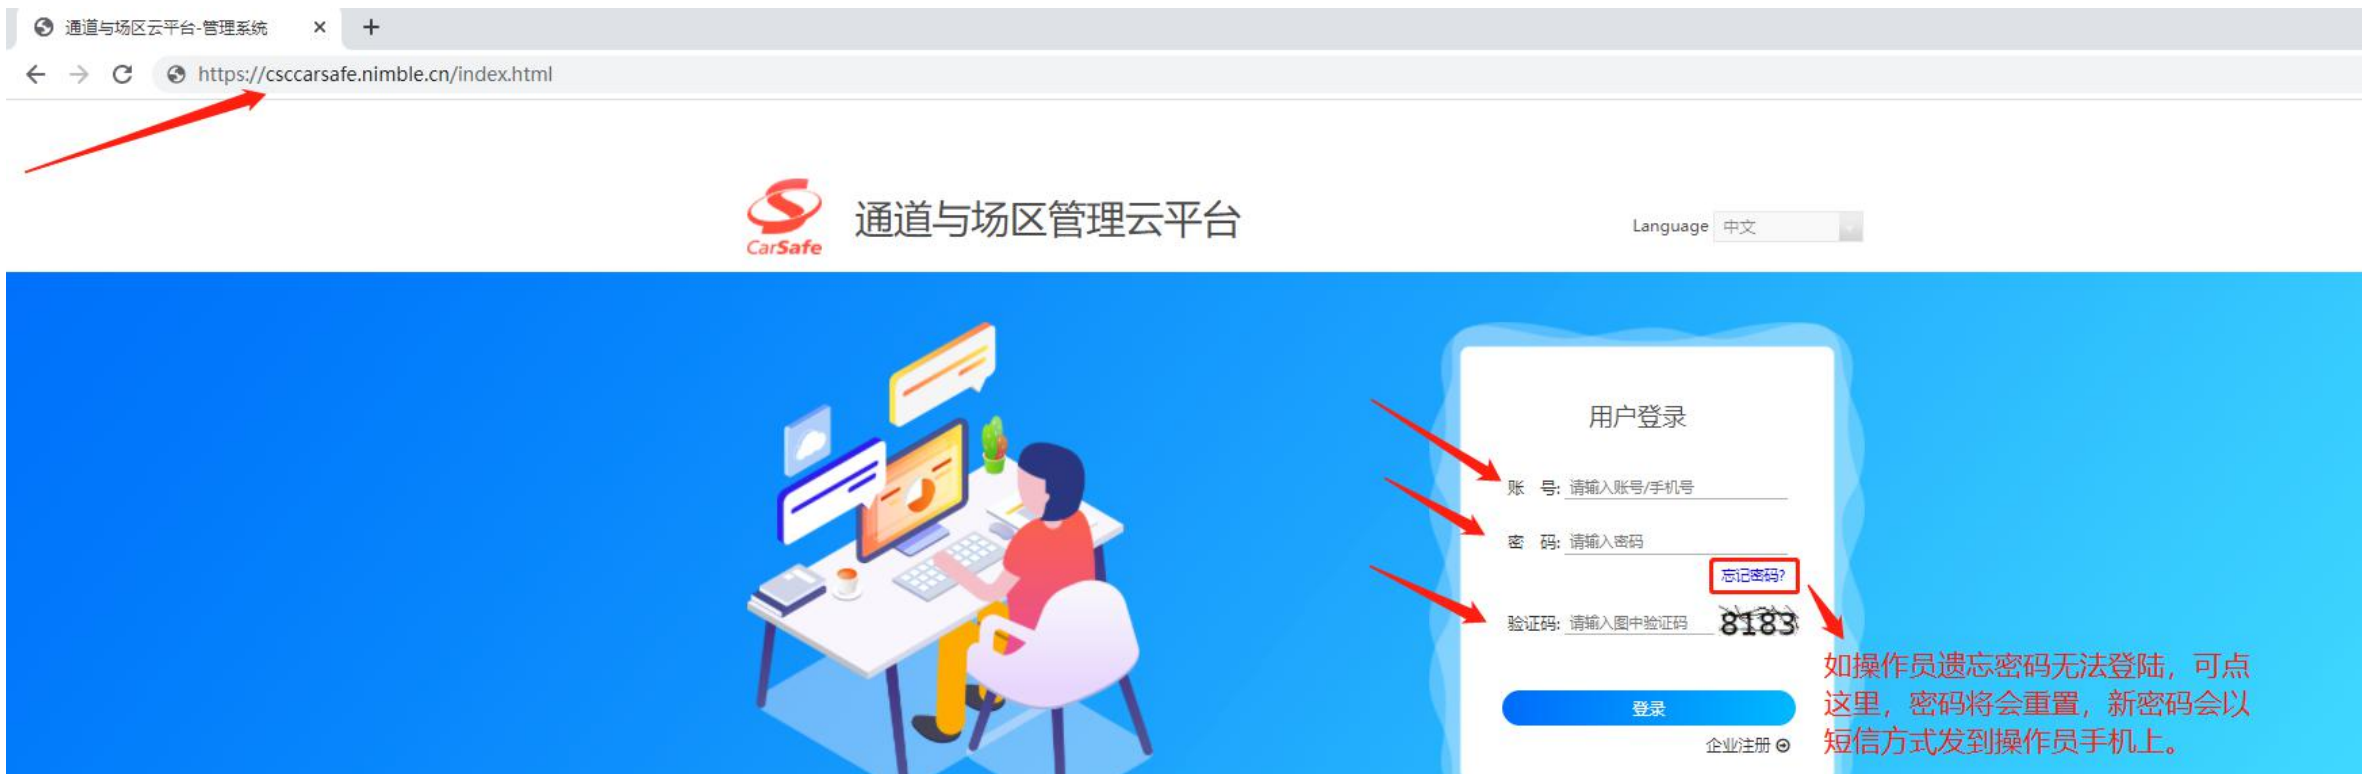 通道与场区云平台-管理系统
https://csccarsafe.nimble.cn/index.html
CarSafe
通道与场区管理云平台
Language 中文
用户登录
账 号: 请输入账号/手机号
密 码: 请输入密码
忘记密码?
验证码: 请输入图中验证码 8183
登录
企业注册
如操作员遗忘密码无法登陆，可点
这里，密码将会重置，新密码会以
短信方式发到操作员手机上。